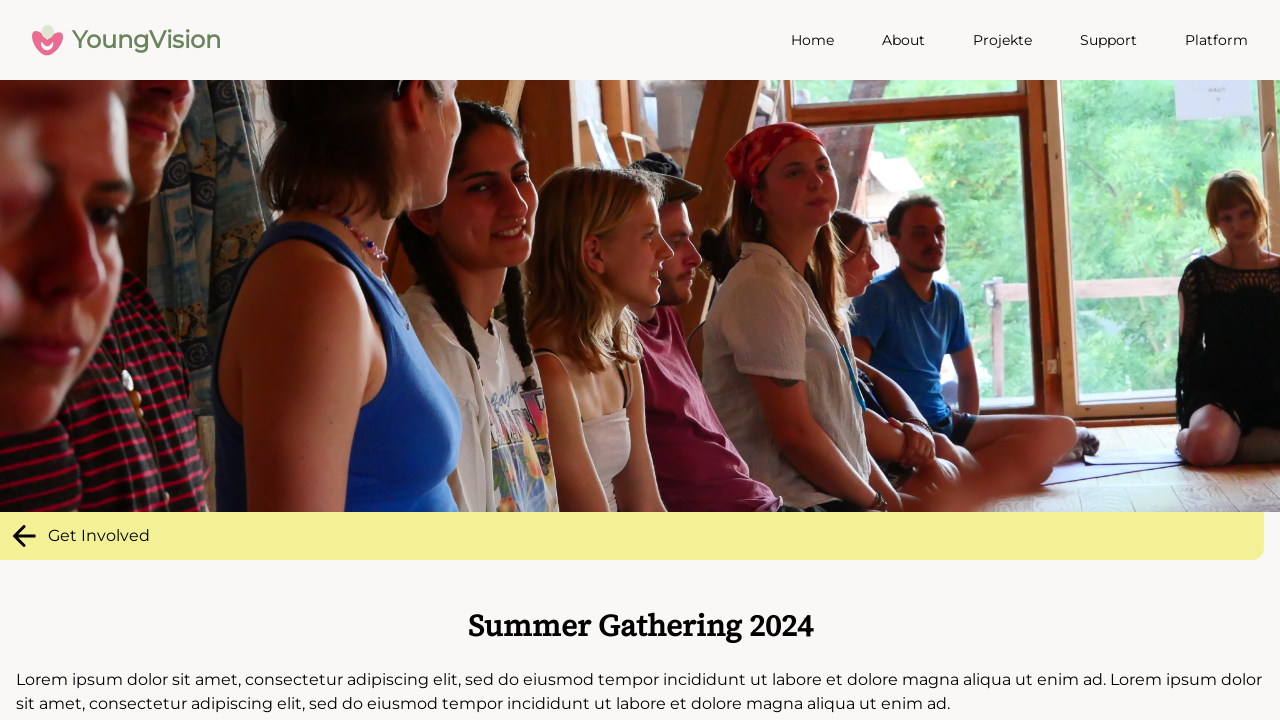 YoungVision
Home About Projekte Support Platform
Get Involved
Summer Gathering 2024
Lorem ipsum dolor sit amet, consectetur adipiscing elit, sed do eiusmod tempor incididunt ut labore et dolore magna aliqua ut enim ad. Lorem ipsum dolor
sit amet, consectetur adipiscing elit, sed do eiusmod tempor incididunt ut labore et dolore magna aliqua ut enim ad.